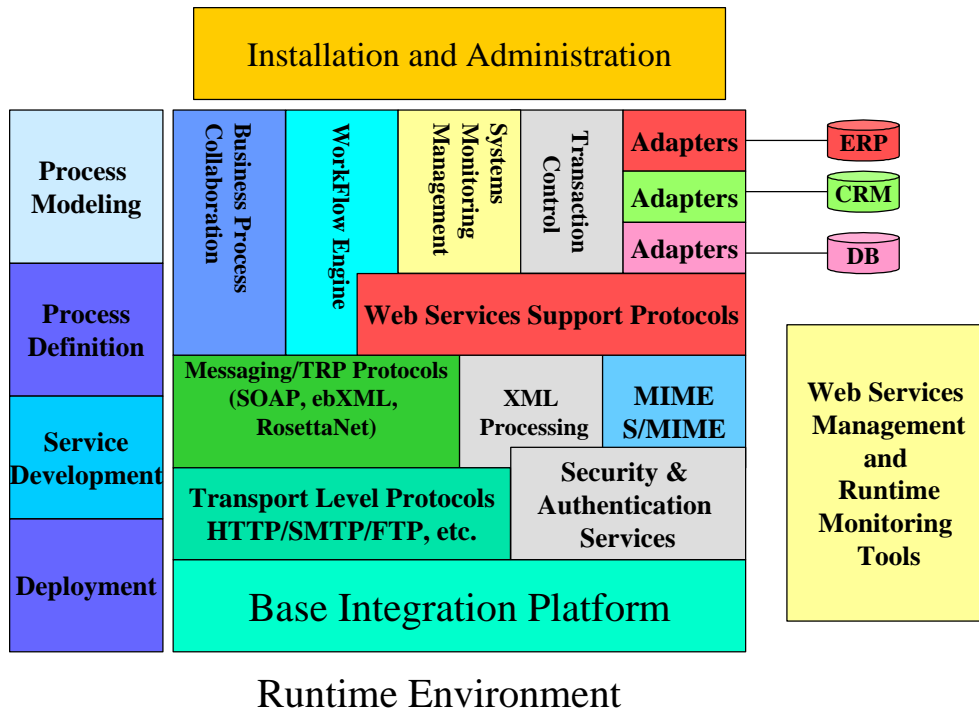 Installation and Administration
Process
Modeling
Process
Definition
Service
Development
Deployment
Business Process
Collaboration
WorkFlow Engine
Systems
Monitoring
Management
Transaction
Control
Adapters
Adapters
Adapters
ERP
CRM
DB
Web Services Support Protocols
Messaging/TRP Protocols
(SOAP, ebXML,
RosettaNet)
XML
Processing
MIME
S/MIME
Transport Level Protocols
HTTP/SMTP/FTP, etc.
Security &
Authentication
Services
Base Integration Platform
Web Services
Management
and
Runtime
Monitoring
Tools
Runtime Environment